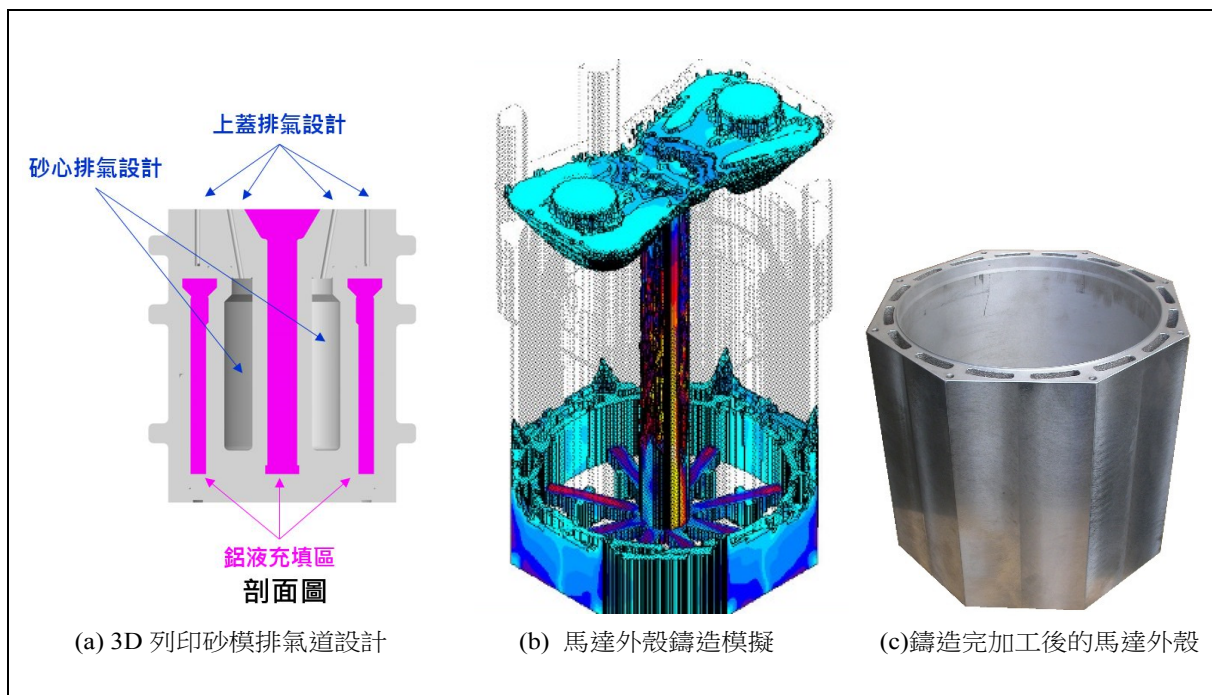 上蓋排氣設計
砂心排氣設計
鋁液充填區
剖面圖
(a) 3D 列印砂模排氣道設計
(b) 馬達外殼鑄造模擬
(c)鑄造完加工後的馬達外殼